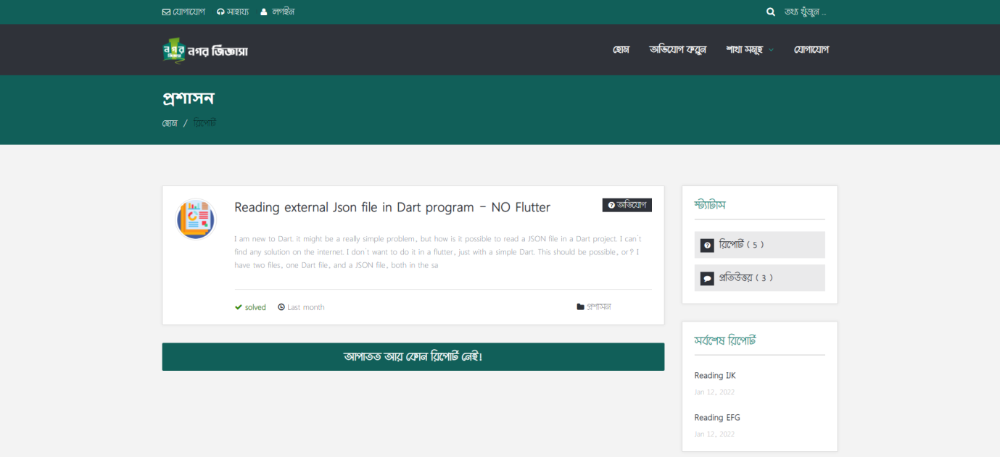 যোগাযোগ সাহায্য লগইন
তথ্য খুঁজুন ...
নগর জিজ্ঞাসা
নগর জিজ্ঞাসা
হোম অভিযোগ করুন শাখা সমূহ যোগাযোগ
প্রশাসন
হোম / রিপোর্ট
Reading external Json file in Dart program - NO Flutter
অভিযোগ
I am new to Dart. it might be a really simple problem, but how is it possible to read a JSON file in a Dart project. I can't
find any solution on the internet. I don't want to do it in a flutter, just with a simple Dart. This should be possible, or? I
have two files, one Dart file, and a JSON file, both in the sa
solved Last month প্রশাসন
আপাতত আর কোন রিপোর্ট নেই!
স্ট্যাটাস
রিপোর্ট ( 5 )
প্রতিউত্তর ( 3 )
সর্বশেষ রিপোর্ট
Reading IJK
Jan 12, 2022
Reading EFG
Jan 12, 2022